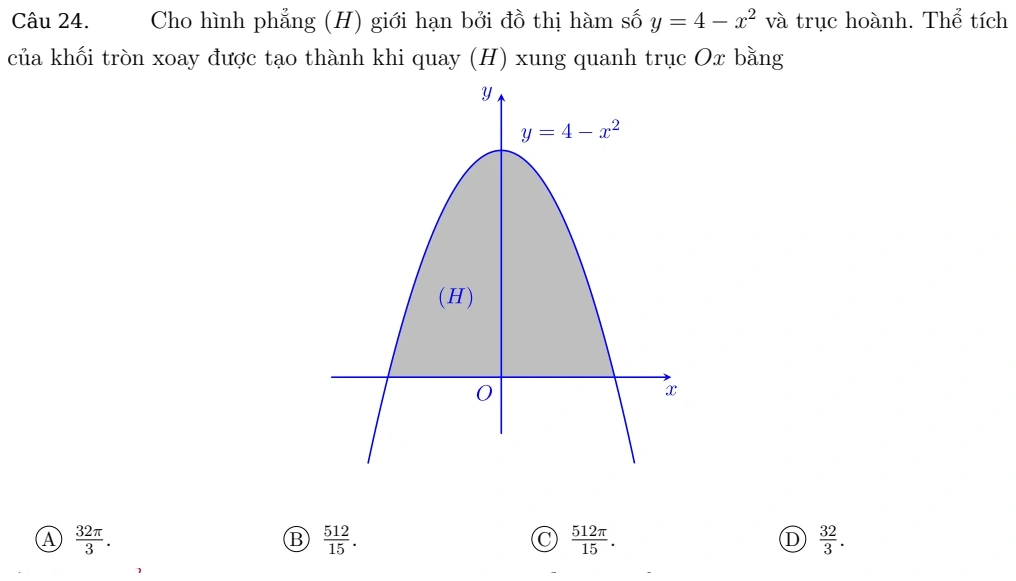 Câu 24. Cho hình phẳng (H) giới hạn bởi đồ thị hàm số y = 4 − x² và trục hoành. Thể tích
của khối tròn xoay được tạo thành khi quay (H) xung quanh trục Ox bằng
y
y = 4 − x²
(H)
O
x
A 32π/3. B 512/15. C 512π/15. D 32/3.